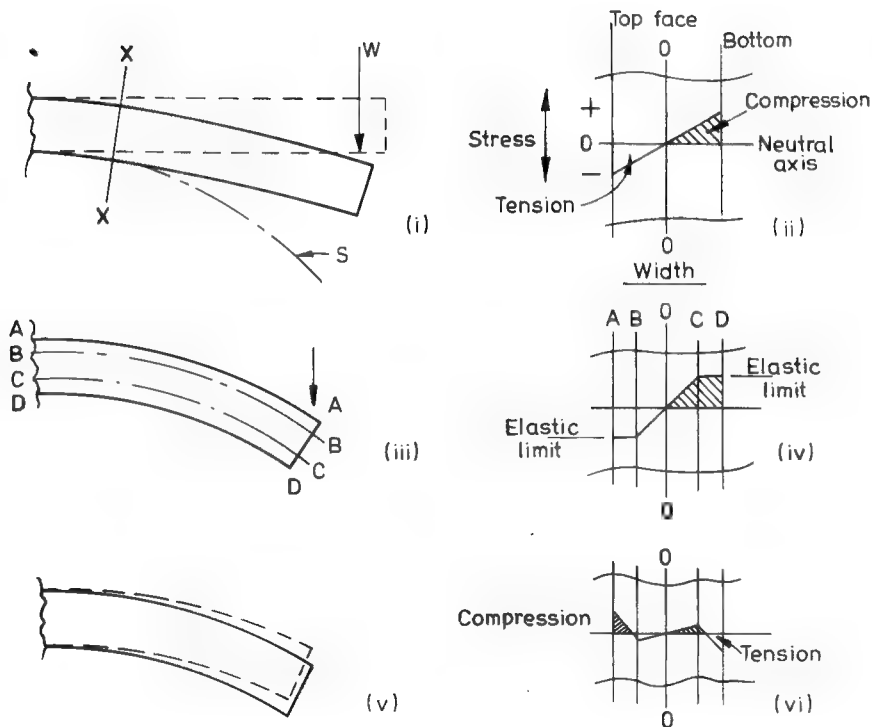 X
W
X
S
(i)
Top face
0
Bottom
Compression
+
Stress
0
Neutral
axis
−
Tension
0
(ii)
Width
A B 0 C D
Elastic
limit
Elastic
limit
0
(iv)
A
B
C
D
A
B
C
D
(iii)
(v)
0
Compression
Tension
0
(vi)